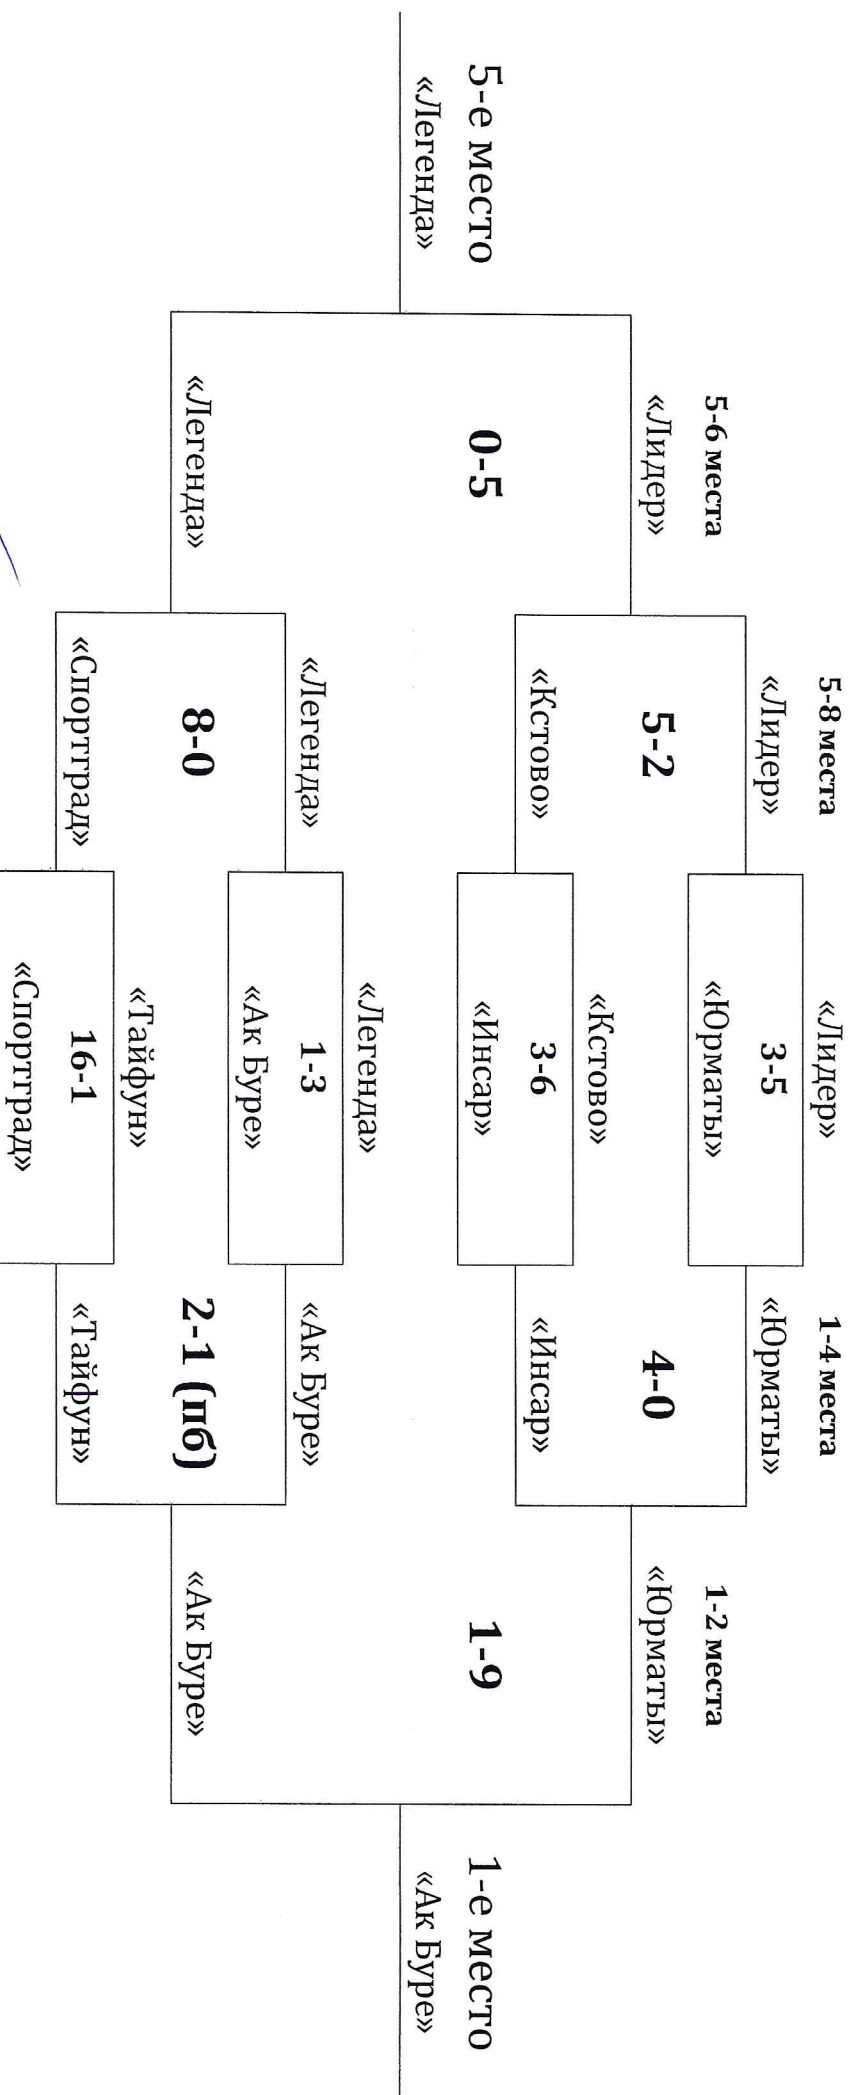 5-8 места
1-4 места
«Лидер»
5-6 места
«Лидер»
3-5
«Юрматы»
1-2 места
«Лидер»
5-2
«Юрматы»
4-0
«Юрматы»
«Кстово»
«Кстово»
3-6
«Инсар»
5-е место
0-5
«Инсар»
1-9
1-е место
«Легенда»
«Ак Буре»
«Легенда»
«Легенда»
1-3
«Ак Буре»
«Легенда»
8-0
«Ак Буре»
2-1 (пб)
«Ак Буре»
«Тайфун»
«Спортград»
16-1
«Тайфун»
«Спортград»